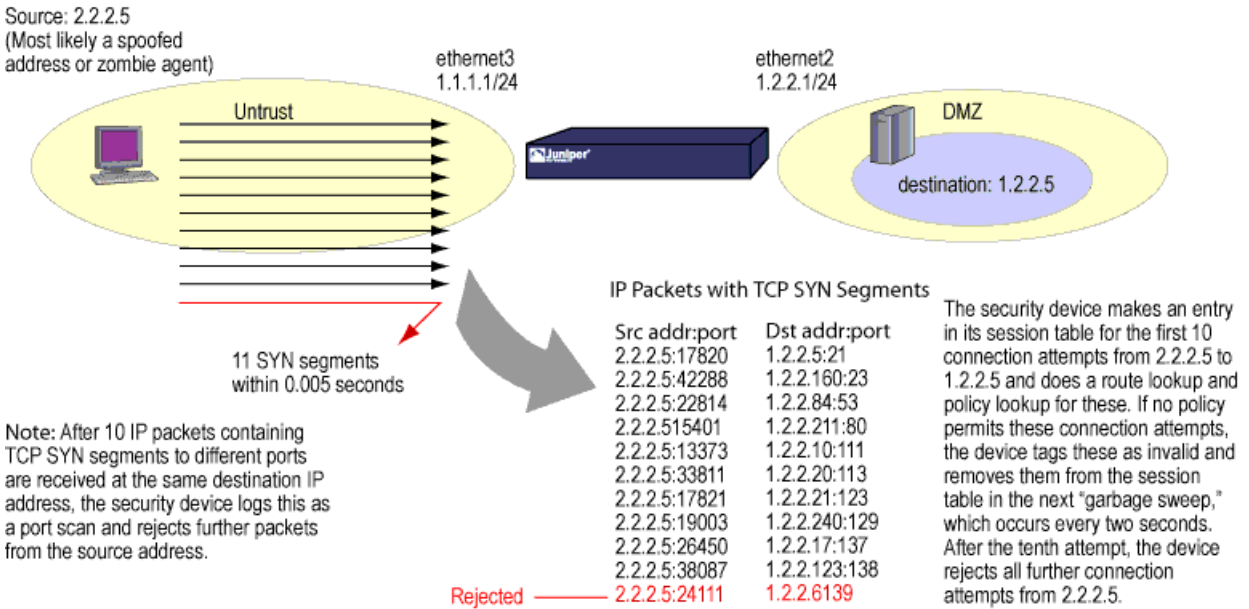 Source: 2.2.2.5
(Most likely a spoofed
address or zombie agent)
ethernet3
1.1.1.1/24
ethernet2
1.2.2.1/24
Untrust
DMZ
Juniper
destination: 1.2.2.5
11 SYN segments
within 0.005 seconds
Note: After 10 IP packets containing
TCP SYN segments to different ports
are received at the same destination IP
address, the security device logs this as
a port scan and rejects further packets
from the source address.
IP Packets with TCP SYN Segments
Src addr:port Dst addr:port
2.2.2.5:17820 1.2.2.5:21
2.2.2.5:42288 1.2.2.160:23
2.2.2.5:22814 1.2.2.84:53
2.2.2.515401 1.2.2.211:80
2.2.2.5:13373 1.2.2.10:111
2.2.2.5:33811 1.2.2.20:113
2.2.2.5:17821 1.2.2.21:123
2.2.2.5:19003 1.2.2.240:129
2.2.2.5:26450 1.2.2.17:137
2.2.2.5:38087 1.2.2.123:138
Rejected 2.2.2.5:24111 1.2.2.6139
The security device makes an entry
in its session table for the first 10
connection attempts from 2.2.2.5 to
1.2.2.5 and does a route lookup and
policy lookup for these. If no policy
permits these connection attempts,
the device tags these as invalid and
removes them from the session
table in the next “garbage sweep,”
which occurs every two seconds.
After the tenth attempt, the device
rejects all further connection
attempts from 2.2.2.5.